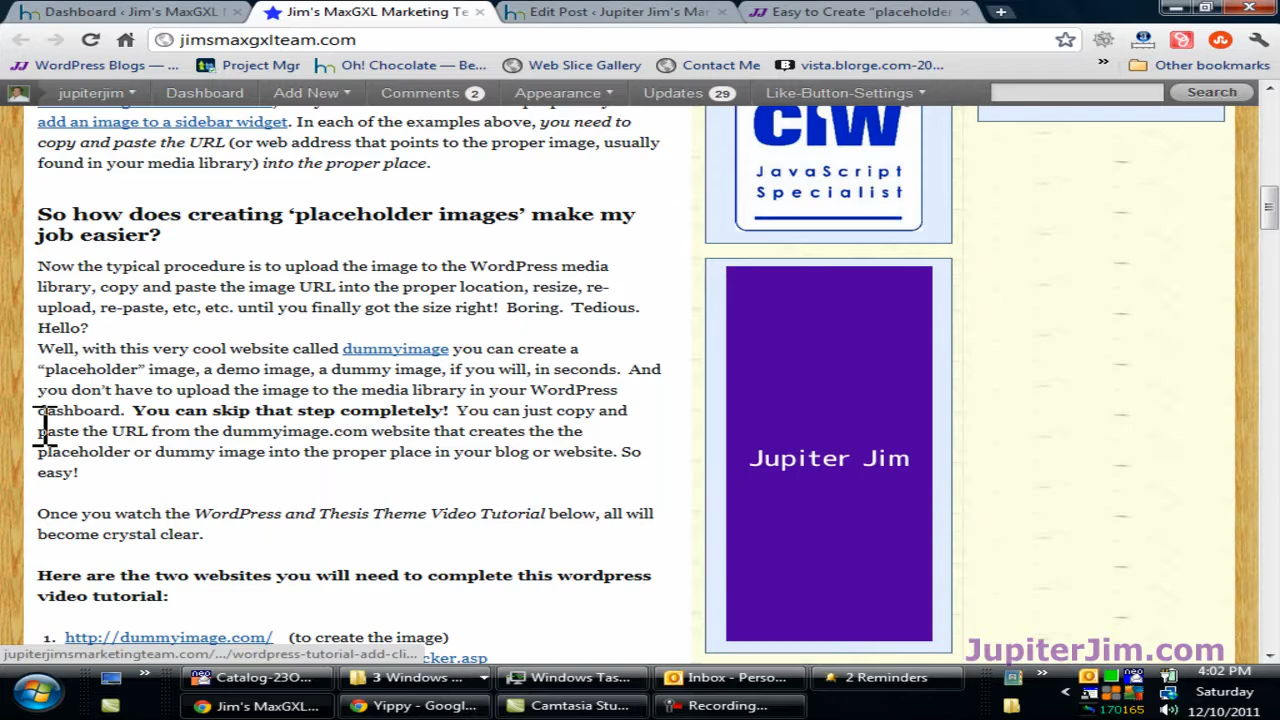 Dashboard ‹ Jim's MaxGXL
Jim's MaxGXL Marketing Te
Edit Post ‹ Jupiter Jim's Mar
Easy to Create "placeholder
jimsmaxgxlteam.com
WordPress Blogs — ...
Project Mgr
Oh! Chocolate — Be...
Web Slice Gallery
Contact Me
vista.blorge.com-20...
Other bookmarks
jupiterjim
Dashboard
Add New
Comments 2
Appearance
Updates 29
Like-Button-Settings
Search
add an image to a sidebar widget. In each of the examples above, you need to
copy and paste the URL (or web address that points to the proper image, usually
found in your media library) into the proper place.
So how does creating ‘placeholder images’ make my
job easier?
Now the typical procedure is to upload the image to the WordPress media
library, copy and paste the image URL into the proper location, resize, re-
upload, re-paste, etc, etc. until you finally got the size right! Boring. Tedious.
Hello?
Well, with this very cool website called dummyimage you can create a
“placeholder” image, a demo image, a dummy image, if you will, in seconds. And
you don’t have to upload the image to the media library in your WordPress
dashboard. You can skip that step completely! You can just copy and
paste the URL from the dummyimage.com website that creates the the
placeholder or dummy image into the proper place in your blog or website. So
easy!
Once you watch the WordPress and Thesis Theme Video Tutorial below, all will
become crystal clear.
Here are the two websites you will need to complete this wordpress
video tutorial:
1. http://dummyimage.com/ (to create the image)
cker.asp
jupiterjimsmarketingteam.com/.../wordpress-tutorial-add-cli...
CIW
JavaScript
Specialist
Jupiter Jim
JupiterJim.com
Catalog-23O...
3 Windows ...
Windows Tas...
Inbox - Perso...
2 Reminders
Jim's MaxGXL...
Yippy - Googl...
Camtasia Stu...
Recording...
170165
4:02 PM
Saturday
12/10/2011